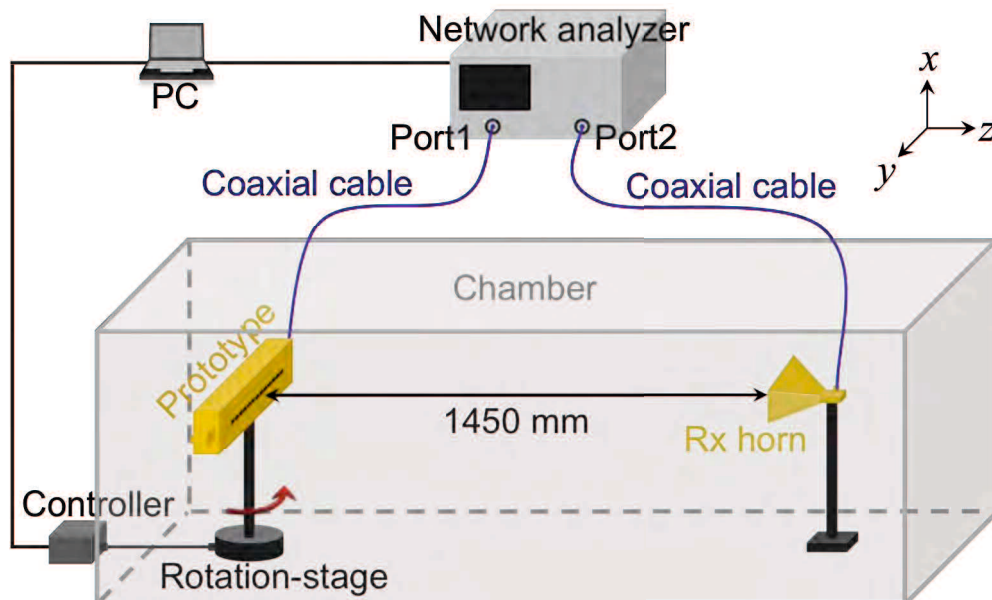 Network analyzer
PC
Port1
Port2
x
z
y
Coaxial cable
Coaxial cable
Chamber
Prototype
1450 mm
Rx horn
Controller
Rotation-stage